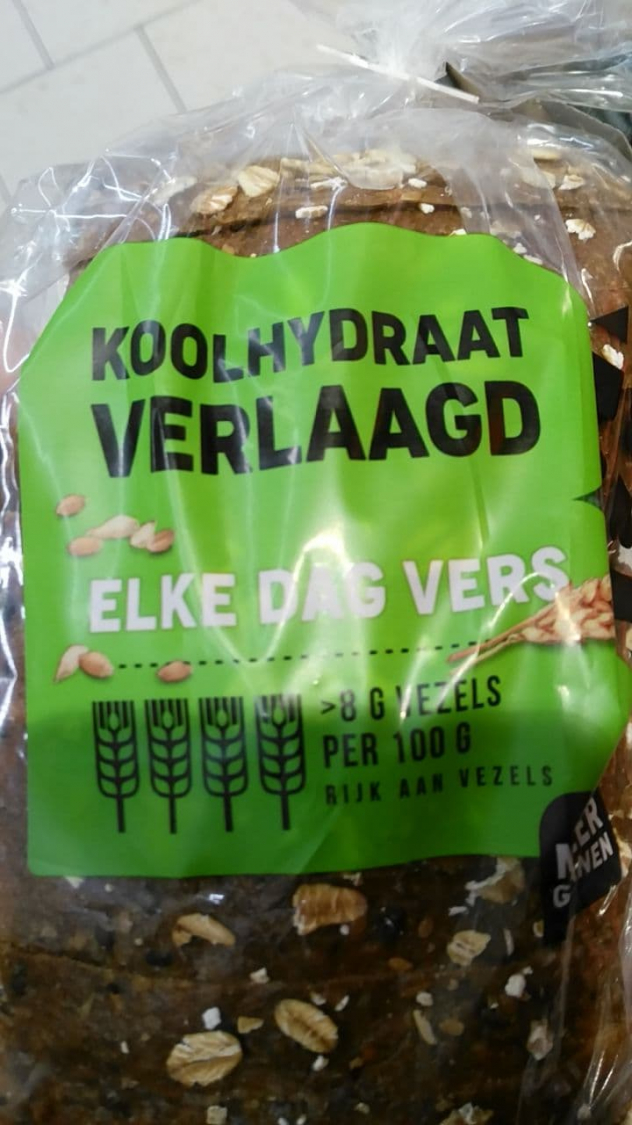 KOOLHYDRAAT
VERLAAGD
ELKE DAG VERS
>8 G VEZELS
PER 100 G
RIJK AAN VEZELS